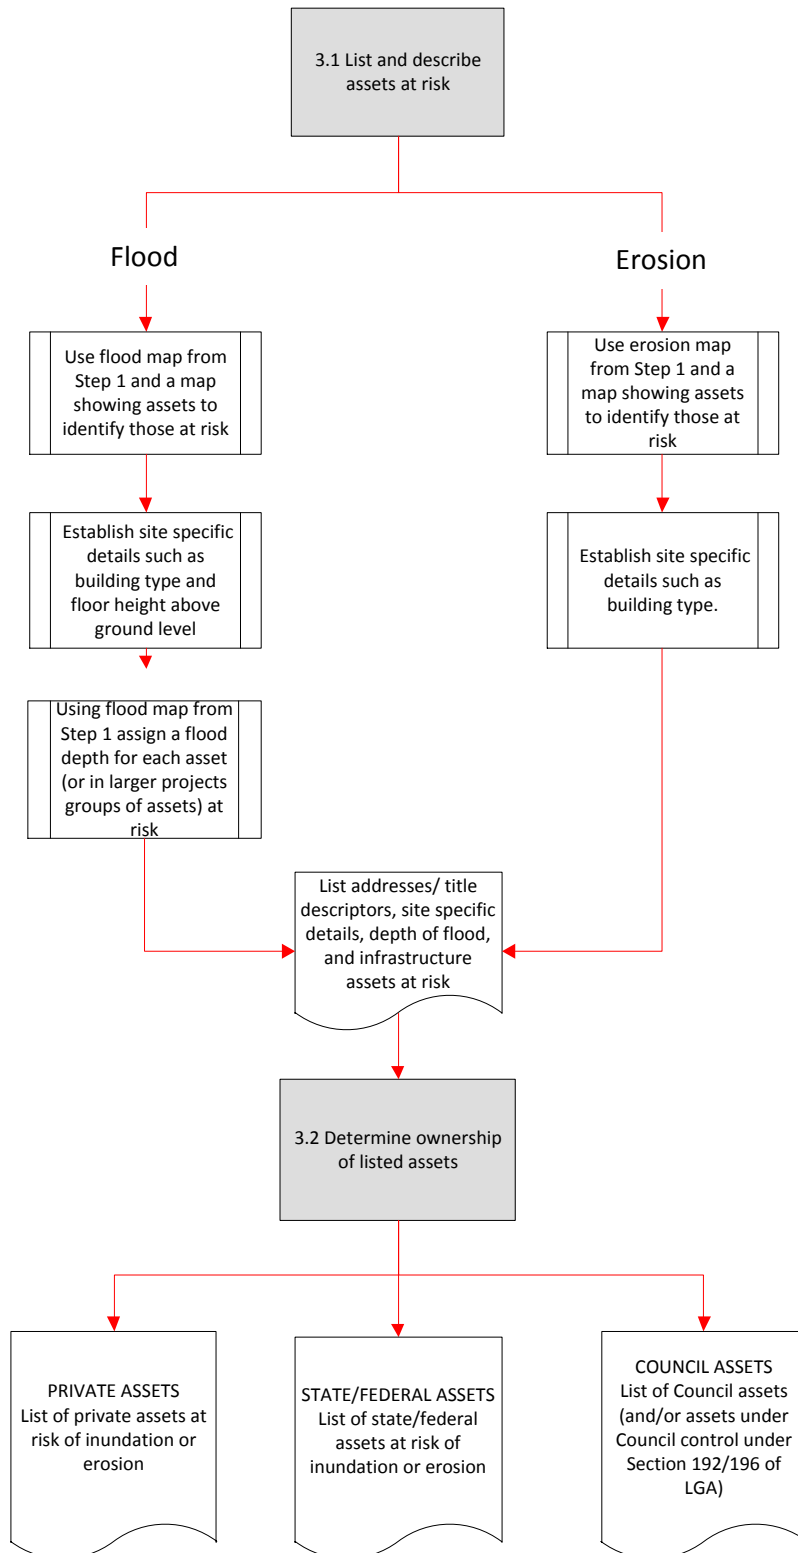 3.1 List and describe
assets at risk
Flood
Erosion
Use flood map from
Step 1 and a map
showing assets to
identify those at risk
Use erosion map
from Step 1 and a
map showing assets
to identify those at
risk
Establish site specific
details such as
building type and
floor height above
ground level
Establish site specific
details such as
building type.
Using flood map from
Step 1 assign a flood
depth for each asset
(or in larger projects
groups of assets) at
risk
List addresses/ title
descriptors, site specific
details, depth of flood,
and infrastructure
assets at risk
3.2 Determine ownership
of listed assets
PRIVATE ASSETS
List of private assets at
risk of inundation or
erosion
STATE/FEDERAL ASSETS
List of state/federal
assets at risk of
inundation or erosion
COUNCIL ASSETS
List of Council assets
(and/or assets under
Council control under
Section 192/196 of
LGA)